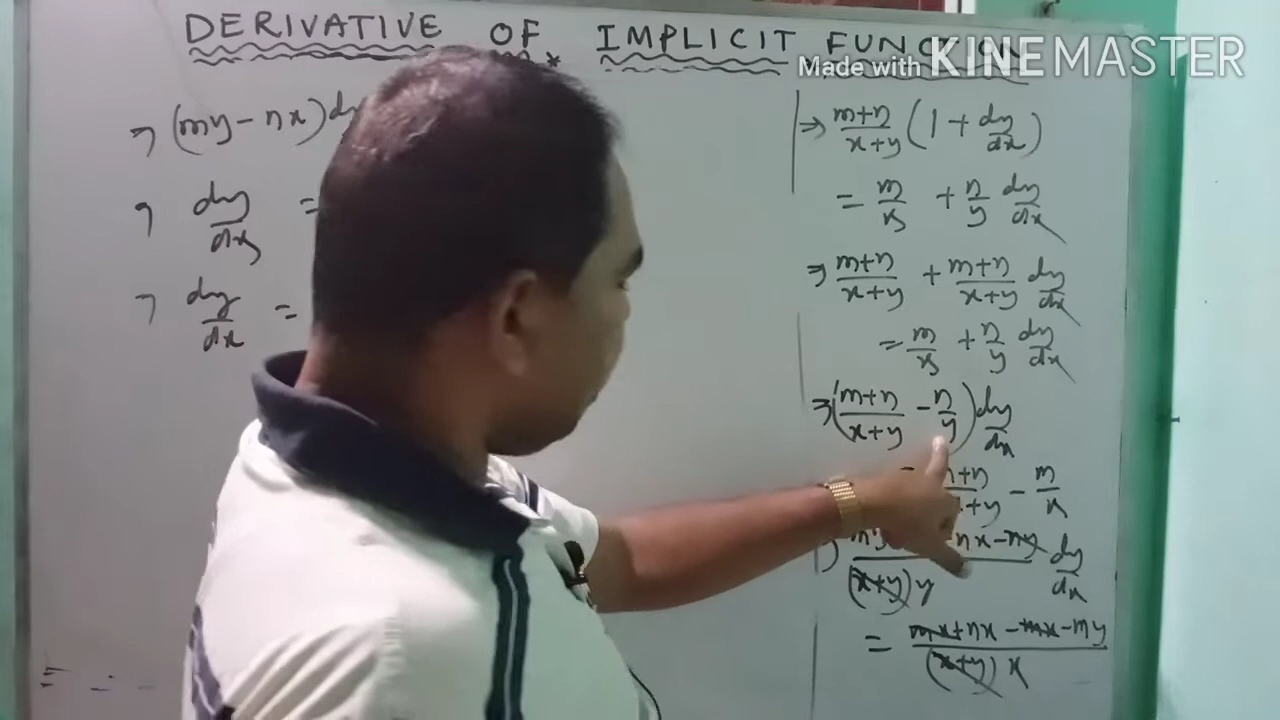 DERIVATIVE OF IMPLICIT FUNCTION
Made with KINEMASTER
(my - nx) dy
dy/dx =
dy/dx =
⇒ m+n/x+y (1 + dy/dx)
= m/x + n/y dy/dx
⇒ m+n/x+y + m+n/x+y dy/dx
= m/x + n/y dy/dx
⇒ (m+n/x+y - n/y) dy/dx
= m+n/x+y - m/x
nx - ny/(x+y) y dy/dx
= mx + nx - mx - my/(x+y) x